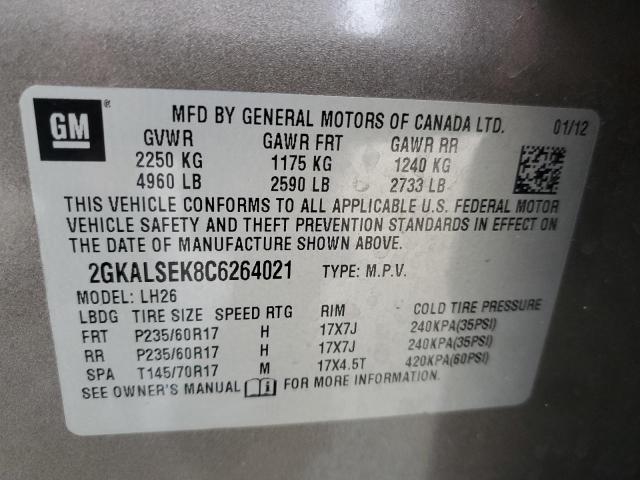 GM ® MFD BY GENERAL MOTORS OF CANADA LTD. 01/12
GVWR GAWR FRT GAWR RR
2250 KG 1175 KG 1240 KG
4960 LB 2590 LB 2733 LB
THIS VEHICLE CONFORMS TO ALL APPLICABLE U.S. FEDERAL MOTOR
VEHICLE SAFETY AND THEFT PREVENTION STANDARDS IN EFFECT ON
THE DATE OF MANUFACTURE SHOWN ABOVE.
2GKALSEK8C6264021 TYPE: M.P.V.
MODEL: LH26
LBDG TIRE SIZE SPEED RTG RIM COLD TIRE PRESSURE
FRT P235/60R17 H 17X7J 240KPA(35PSI)
RR P235/60R17 H 17X7J 240KPA(35PSI)
SPA T145/70R17 M 17X4.5T 420KPA(60PSI)
SEE OWNER'S MANUAL FOR MORE INFORMATION.